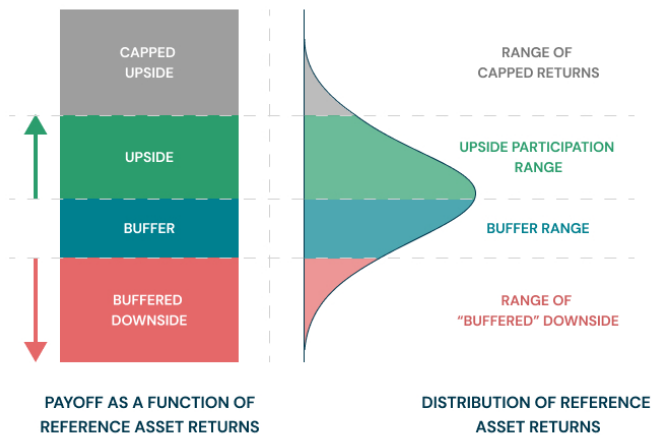 CAPPED
UPSIDE
UPSIDE
BUFFER
BUFFERED
DOWNSIDE
RANGE OF
CAPPED RETURNS
UPSIDE PARTICIPATION
RANGE
BUFFER RANGE
RANGE OF
“BUFFERED” DOWNSIDE
PAYOFF AS A FUNCTION OF
REFERENCE ASSET RETURNS
DISTRIBUTION OF REFERENCE
ASSET RETURNS